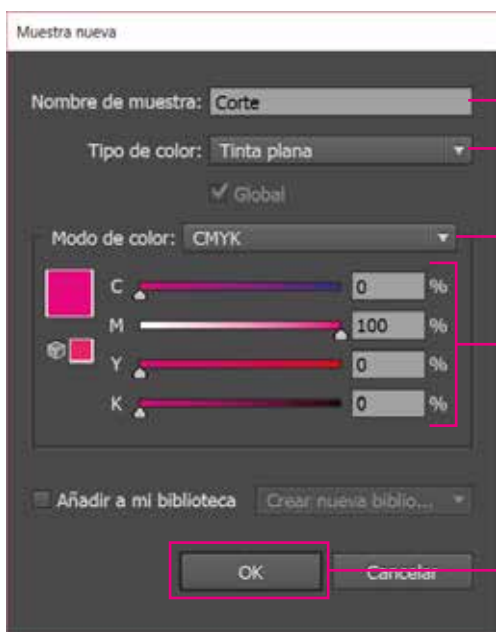 Muestra nueva
Nombre de muestra: Corte
Tipo de color: Tinta plana
Global
Modo de color: CMYK
C 0 %
M 100 %
Y 0 %
K 0 %
Añadir a mi biblioteca Crear nueva biblio...
OK Cancelar